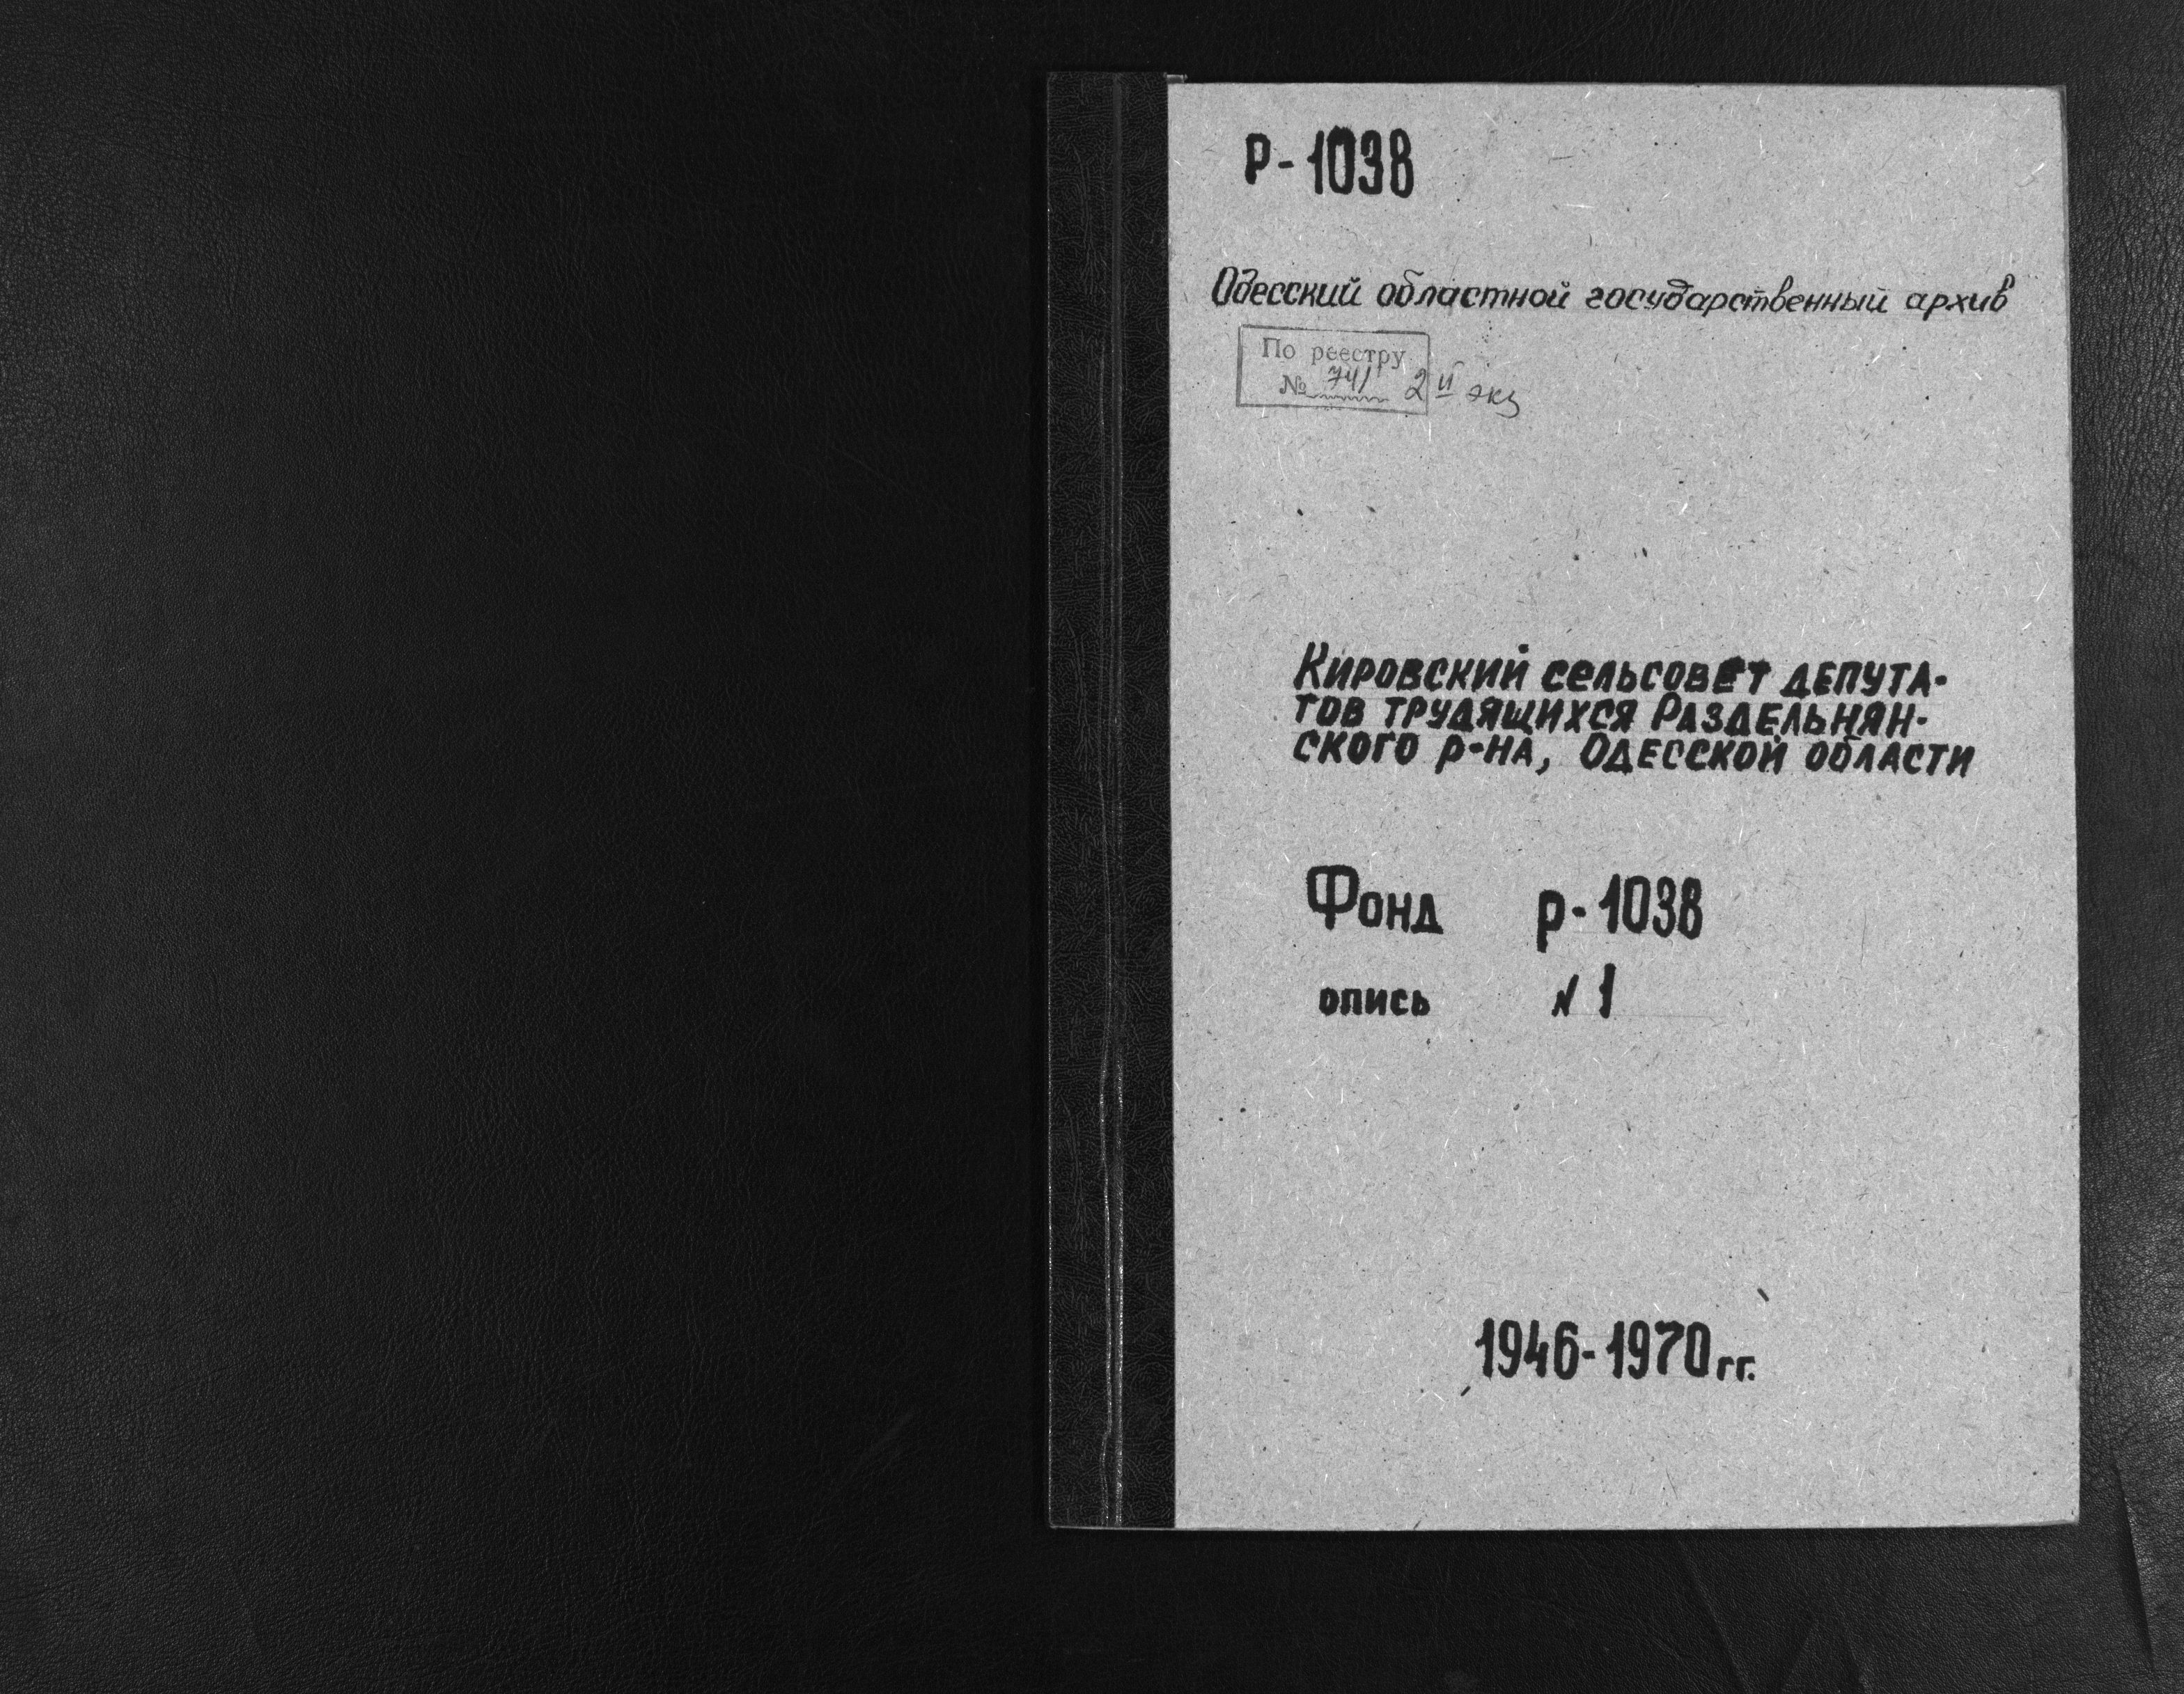 Р-1038
Одесский областной государственный архив
По реестру
№ 741 2й экз
Кировский сельсовет депута-
тов трудящихся Раздельнян-
ского р-на, Одесской области
Фонд р-1038
опись N 1
1946-1970 гг.